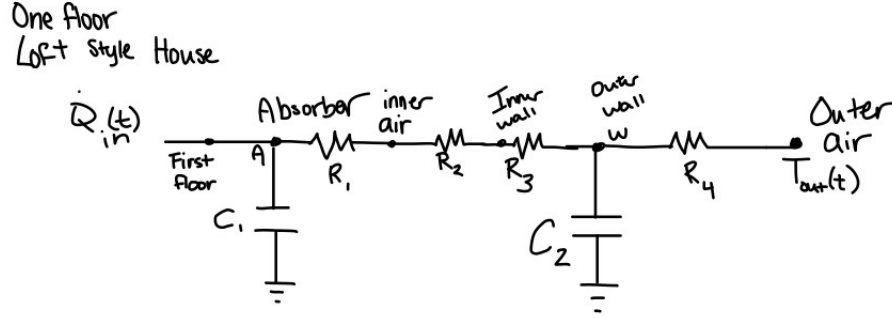 One floor
Loft Style House
Q̇in(t)
First
floor
A
Absorber
R1
inner
air
R2
Inner
wall
R3
Outer
wall
W
R4
Outer
air
Tout(t)
C1
C2